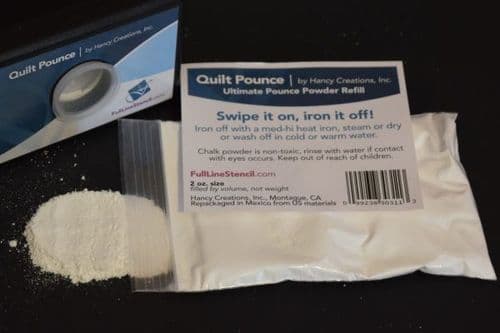 Quilt Pounce | by Hancy Creations, Inc.
FullLineStencil
Quilt Pounce | by Hancy Creations, Inc.
Ultimate Pounce Powder Refill
Swipe it on, iron it off!
Iron off with a med-hi heat iron, steam or dry
or wash off in cold or warm water.
Chalk powder is non-toxic, rinse with water if contact
with eyes occurs. Keep out of reach of children.
FullLineStencil.com
2 oz. size
filled by volume, not weight
Hancy Creations, Inc., Montague, CA
Repackaged in Mexico from US materials